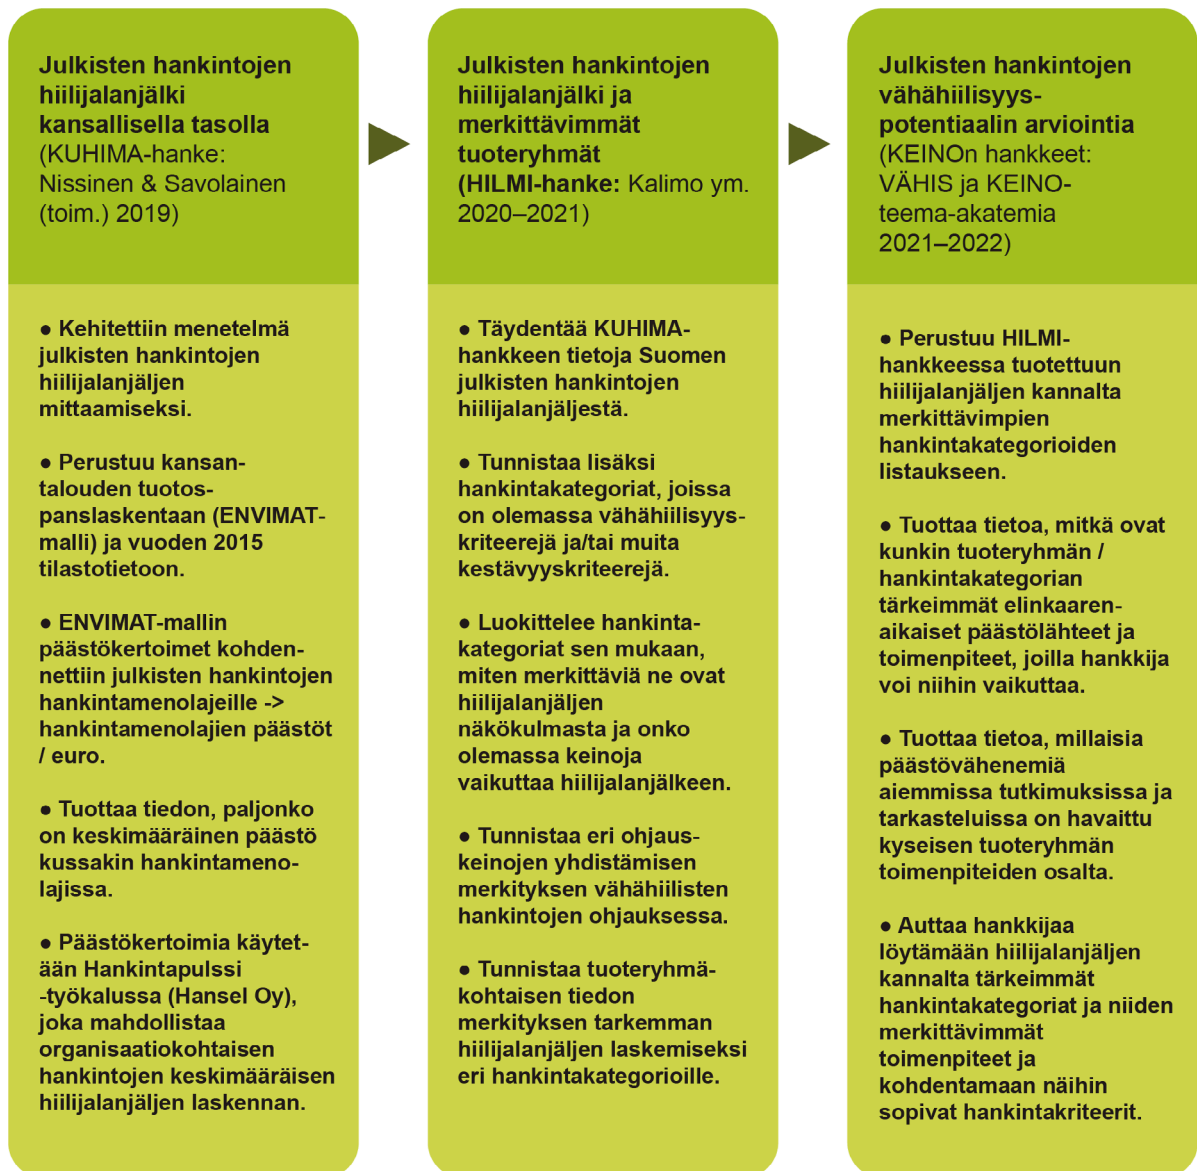 Julkisten hankintojen
hiilijalanjälki
kansallisella tasolla
(KUHIMA-hanke:
Nissinen & Savolainen
(toim.) 2019)
● Kehitettiin menetelmä
julkisten hankintojen
hiilijalanjäljen
mittaamiseksi.
● Perustuu kansan-
talouden tuotos-
panslaskentaan (ENVIMAT-
malli) ja vuoden 2015
tilastotietoon.
● ENVIMAT-mallin
päästökertoimet kohden-
nettiin julkisten hankintojen
hankintamenolajeille ->
hankintamenolajien päästöt
/ euro.
● Tuottaa tiedon, paljonko
on keskimääräinen päästö
kussakin hankintameno-
lajissa.
● Päästökertoimia käytet-
ään Hankintapulssi
-työkalussa (Hansel Oy),
joka mahdollistaa
organisaatiokohtaisen
hankintojen keskimääräisen
hiilijalanjäljen laskennan.
Julkisten hankintojen
hiilijalanjälki ja
merkittävimmät
tuoteryhmät
(HILMI-hanke: Kalimo ym.
2020–2021)
● Täydentää KUHIMA-
hankkeen tietoja Suomen
julkisten hankintojen
hiilijalanjäljestä.
● Tunnistaa lisäksi
hankintakategoriat, joissa
on olemassa vähähiilisyys-
kriteerejä ja/tai muita
kestävyyskriteerejä.
● Luokittelee hankinta-
kategoriat sen mukaan,
miten merkittäviä ne ovat
hiilijalanjäljen
näkökulmasta ja onko
olemassa keinoja
vaikuttaa hiilijalanjälkeen.
● Tunnistaa eri ohjaus-
keinojen yhdistämisen
merkityksen vähähiilisten
hankintojen ohjauksessa.
● Tunnistaa tuoteryhmä-
kohtaisen tiedon
merkityksen tarkemman
hiilijalanjäljen laskemiseksi
eri hankintakategorioille.
Julkisten hankintojen
vähähiilisyys-
potentiaalin arviointia
(KEINOn hankkeet:
VÄHIS ja KEINO-
teema-akatemia
2021–2022)
● Perustuu HILMI-
hankkeessa tuotettuun
hiilijalanjäljen kannalta
merkittävimpien
hankintakategorioiden
listaukseen.
● Tuottaa tietoa, mitkä ovat
kunkin tuoteryhmän /
hankintakategorian
tärkeimmät elinkaaren-
aikaiset päästölähteet ja
toimenpiteet, joilla hankkija
voi niihin vaikuttaa.
● Tuottaa tietoa, millaisia
päästövähenemiä
aiemmissa tutkimuksissa ja
tarkasteluissa on havaittu
kyseisen tuoteryhmän
toimenpiteiden osalta.
● Auttaa hankkijaa
löytämään hiilijalanjäljen
kannalta tärkeimmät
hankintakategoriat ja niiden
merkittävimmät
toimenpiteet ja
kohdentamaan näihin
sopivat hankintakriteerit.